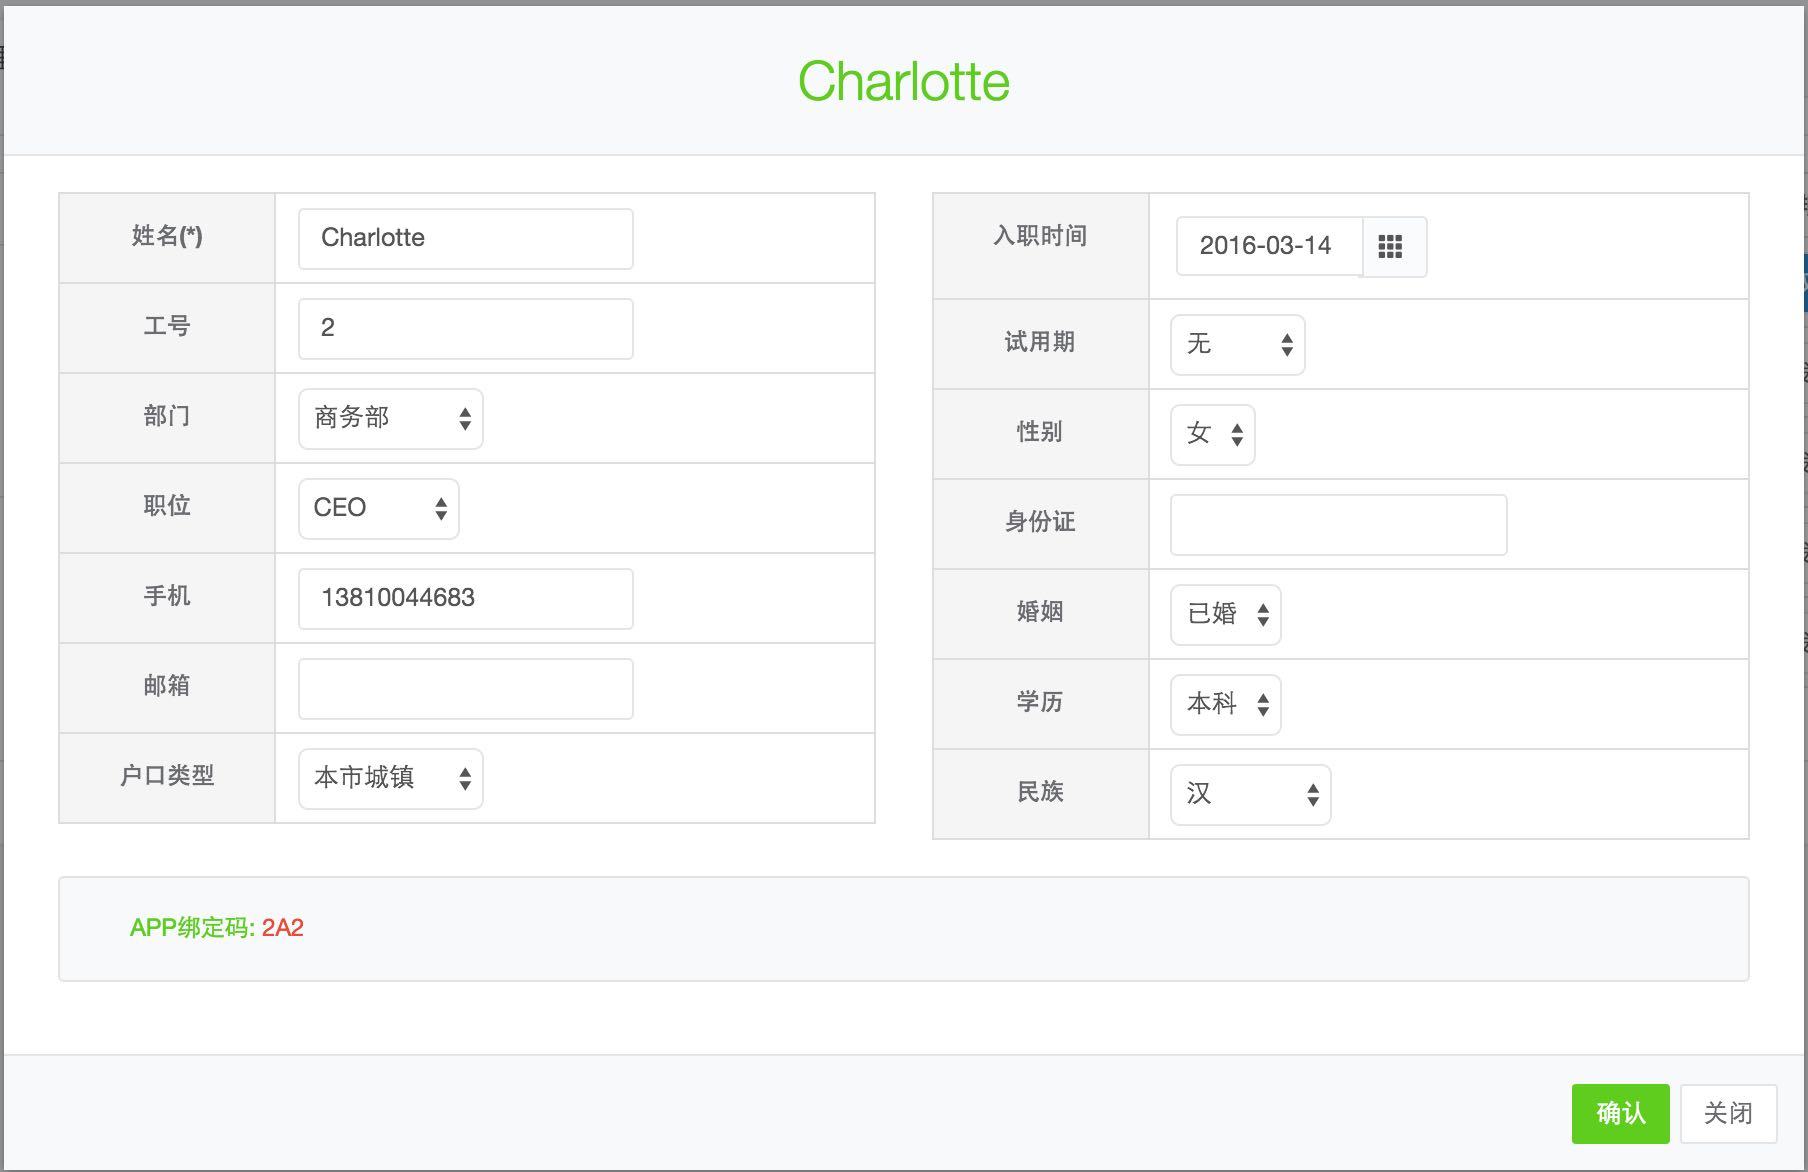 Charlotte
姓名(*) Charlotte
工号 2
部门 商务部
职位 CEO
手机 13810044683
邮箱
户口类型 本市城镇
入职时间 2016-03-14
试用期 无
性别 女
身份证
婚姻 已婚
学历 本科
民族 汉
APP绑定码: 2A2
确认 关闭